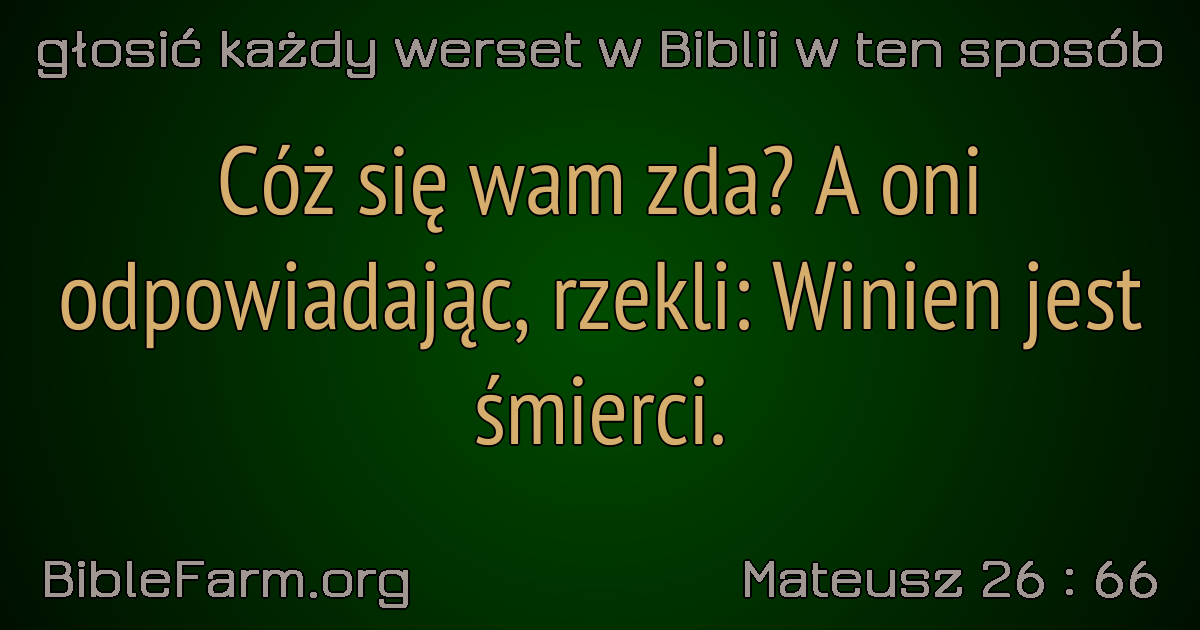 głosić każdy werset w Biblii w ten sposób
Cóż się wam zda? A oni
odpowiadając, rzekli: Winien jest
śmierci.
BibleFarm.org
Mateusz 26 : 66